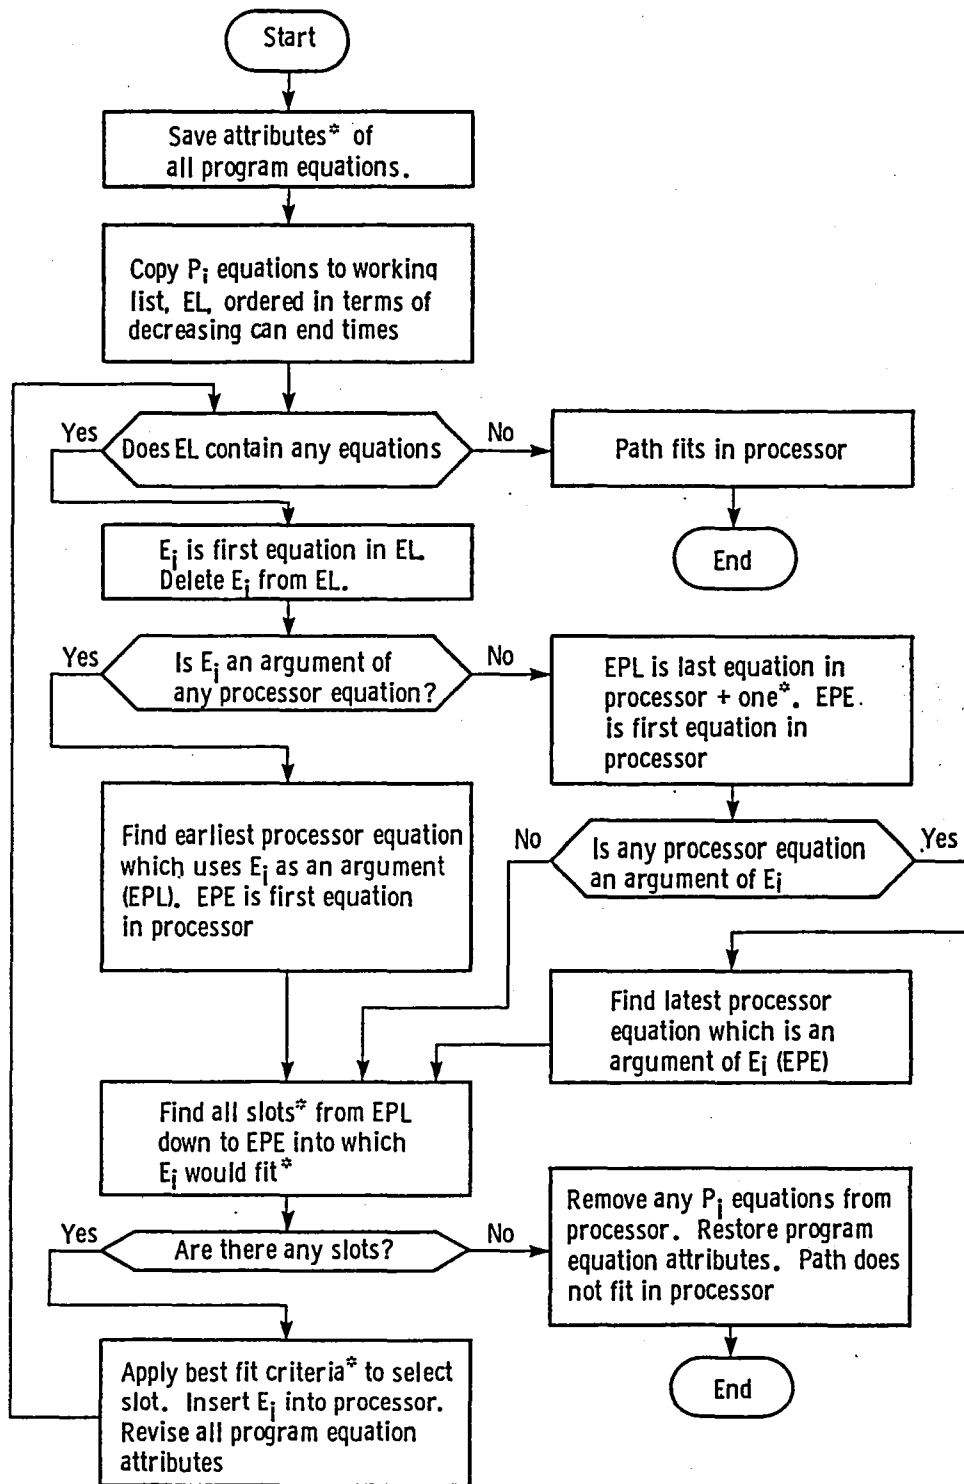 Start
Save attributes* of
all program equations.
Copy Pi equations to working
list, EL, ordered in terms of
decreasing can end times
Yes
Does EL contain any equations
No
Path fits in processor
End
Ei is first equation in EL.
Delete Ei from EL.
Yes
Is Ei an argument of
any processor equation?
No
EPL is last equation in
processor + one*. EPE
is first equation in
processor
Find earliest processor equation
which uses Ei as an argument
(EPL). EPE is first equation
in processor
No
Is any processor equation
an argument of Ei
Yes
Find latest processor
equation which is an
argument of Ei (EPE)
Find all slots* from EPL
down to EPE into which
Ei would fit*
Yes
Are there any slots?
No
Remove any Pi equations from
processor. Restore program
equation attributes. Path does
not fit in processor
End
Apply best fit criteria* to select
slot. Insert Ei into processor.
Revise all program equation
attributes